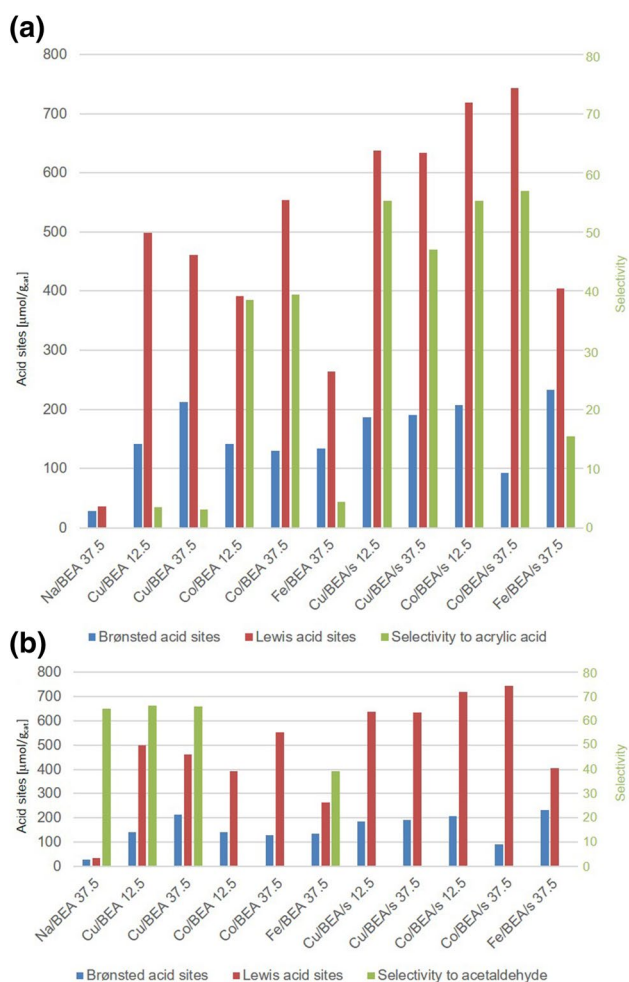 (a)
800
700
600
500
400
300
200
100
0
Acid sites [µmol/gcat.]
80
70
60
50
40
30
20
10
0
Selectivity
Na/BEA 37.5
Cu/BEA 12.5
Cu/BEA 37.5
Co/BEA 12.5
Co/BEA 37.5
Fe/BEA 37.5
Cu/BEA/s 12.5
Cu/BEA/s 37.5
Co/BEA/s 12.5
Co/BEA/s 37.5
Fe/BEA/s 37.5
Brønsted acid sites Lewis acid sites Selectivity to acrylic acid
(b)
800
700
600
500
400
300
200
100
0
Acid sites [µmol/gcat.]
80
70
60
50
40
30
20
10
0
Selectivity
Na/BEA 37.5
Cu/BEA 12.5
Cu/BEA 37.5
Co/BEA 12.5
Co/BEA 37.5
Fe/BEA 37.5
Cu/BEA/s 12.5
Cu/BEA/s 37.5
Co/BEA/s 12.5
Co/BEA/s 37.5
Fe/BEA/s 37.5
Brønsted acid sites Lewis acid sites Selectivity to acetaldehyde